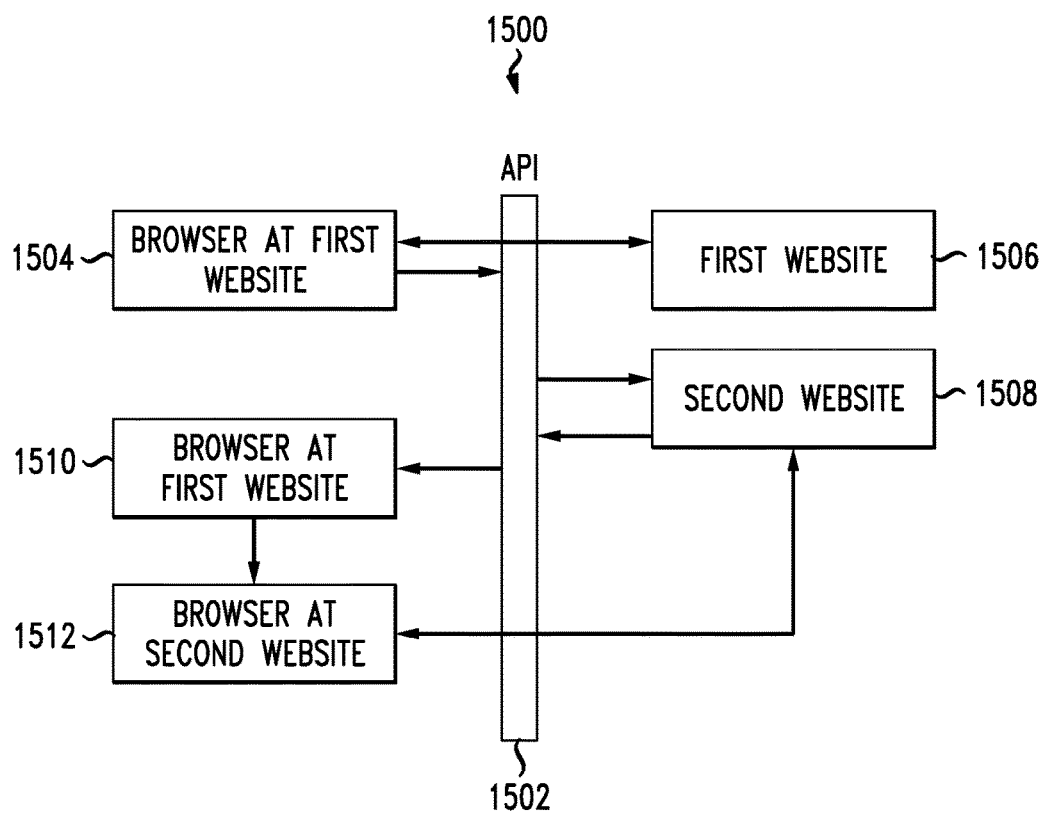 1500
API
1504
BROWSER AT FIRST
WEBSITE
FIRST WEBSITE
1506
SECOND WEBSITE
1508
1510
BROWSER AT
FIRST WEBSITE
1512
BROWSER AT
SECOND WEBSITE
1502